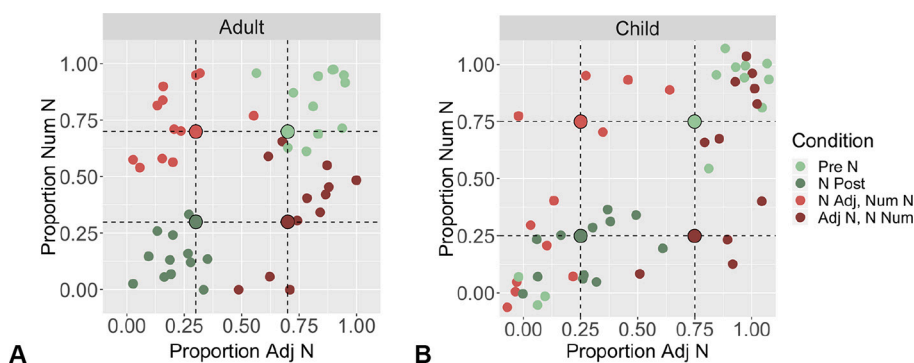 Adult
Proportion Num N
1.00
0.75
0.50
0.25
0.00
0.00 0.25 0.50 0.75 1.00
Proportion Adj N
A
Child
Proportion Num N
1.00
0.75
0.50
0.25
0.00
0.00 0.25 0.50 0.75 1.00
Proportion Adj N
B
Condition
Pre N
N Post
N Adj, Num N
Adj N, N Num